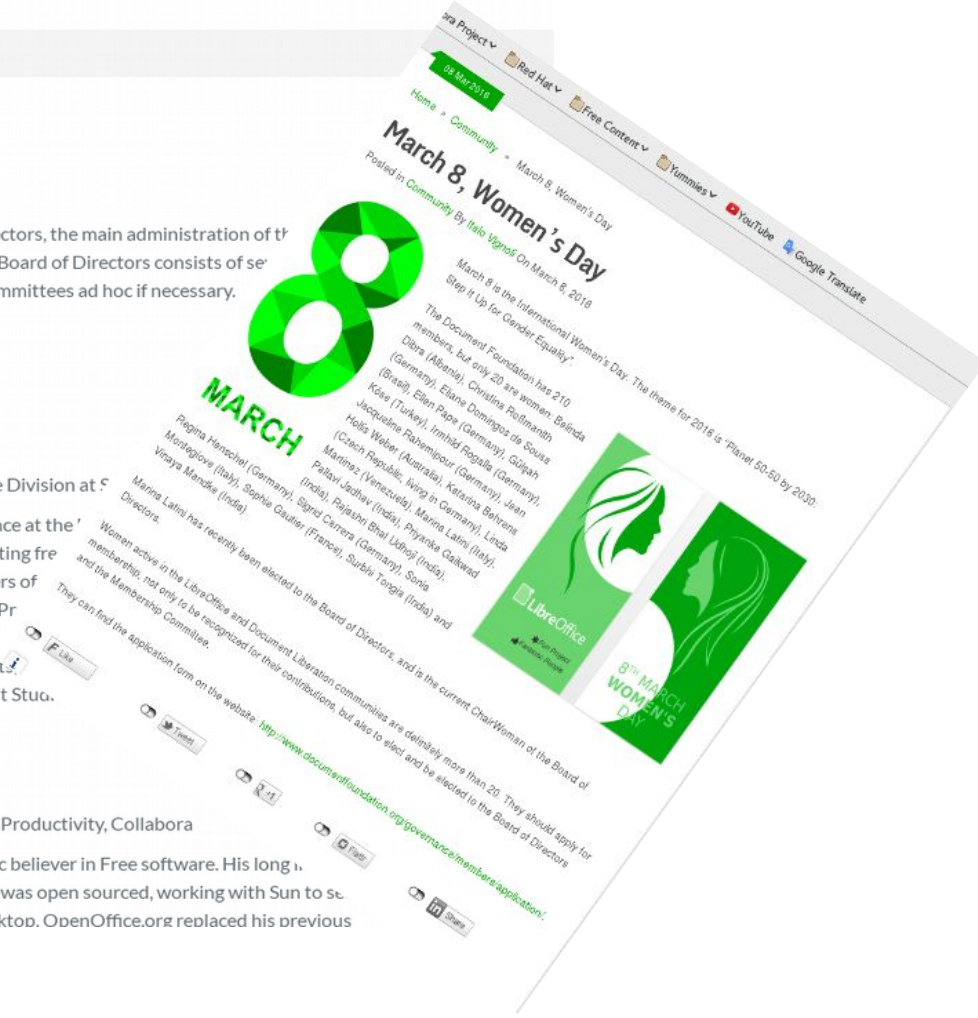 ctors, the main administration of th
Board of Directors consists of se
mmittees ad hoc if necessary.
e Division at S
nce at the
ting fre
rs of
Pr
t Stud
Productivity, Collabora
c believer in Free software. His long
was open sourced, working with Sun to se
ktop. OpenOffice.org replaced his previous
ora Project
Red Hat
Free Content
Yummies
YouTube
Google Translate
08 Mar 2016
Home » Community » March 8, Women's Day
March 8, Women's Day
Posted in Community By Italo Vignoli On March 8, 2016
8
MARCH
March 8 is the International Women's Day. The theme for 2016 is "Planet 50-50 by 2030:
Step It Up for Gender Equality".
The Document Foundation has 210
members, but only 20 are women: Belinda
Dibra (Albania), Christina Roßmanith
(Germany), Eliane Domingos de Sousa
(Brasil), Ellen Pape (Germany), Gülşah
Köse (Turkey), Irmhild Rogalla (Germany),
Jacqueline Rahemipour (Germany), Jean
Hollis Weber (Australia), Katarina Behrens
(Czech Republic, living in Germany), Linda
Martinez (Venezuela), Marina Latini (Italy),
Pallavi Jadhav (India), Priyanka Gaikwad
(India), Rajashri Bhai Udhoji (India),
Regina Henschel (Germany), Sigrid Carrera (Germany), Sonia
Montegiove (Italy), Sophie Gautier (France), Surbhi Tongia (India) and
Vinaya Mandke (India).
Marina Latini has recently been elected to the Board of Directors, and is the current ChairWoman of the Board of
Directors.
Women active in the LibreOffice and Document Liberation communities are definitely more than 20. They should apply for
membership, not only to be recognized for their contributions, but also to elect and be elected to the Board of Directors
and the Membership Committee.
They can find the application form on the website: http://www.documentfoundation.org/governance/members/application/.
LibreOffice
Fun Project
Fantastic People
8TH MARCH
WOMEN'S
DAY
Like
Tweet
+1
Flattr
Share